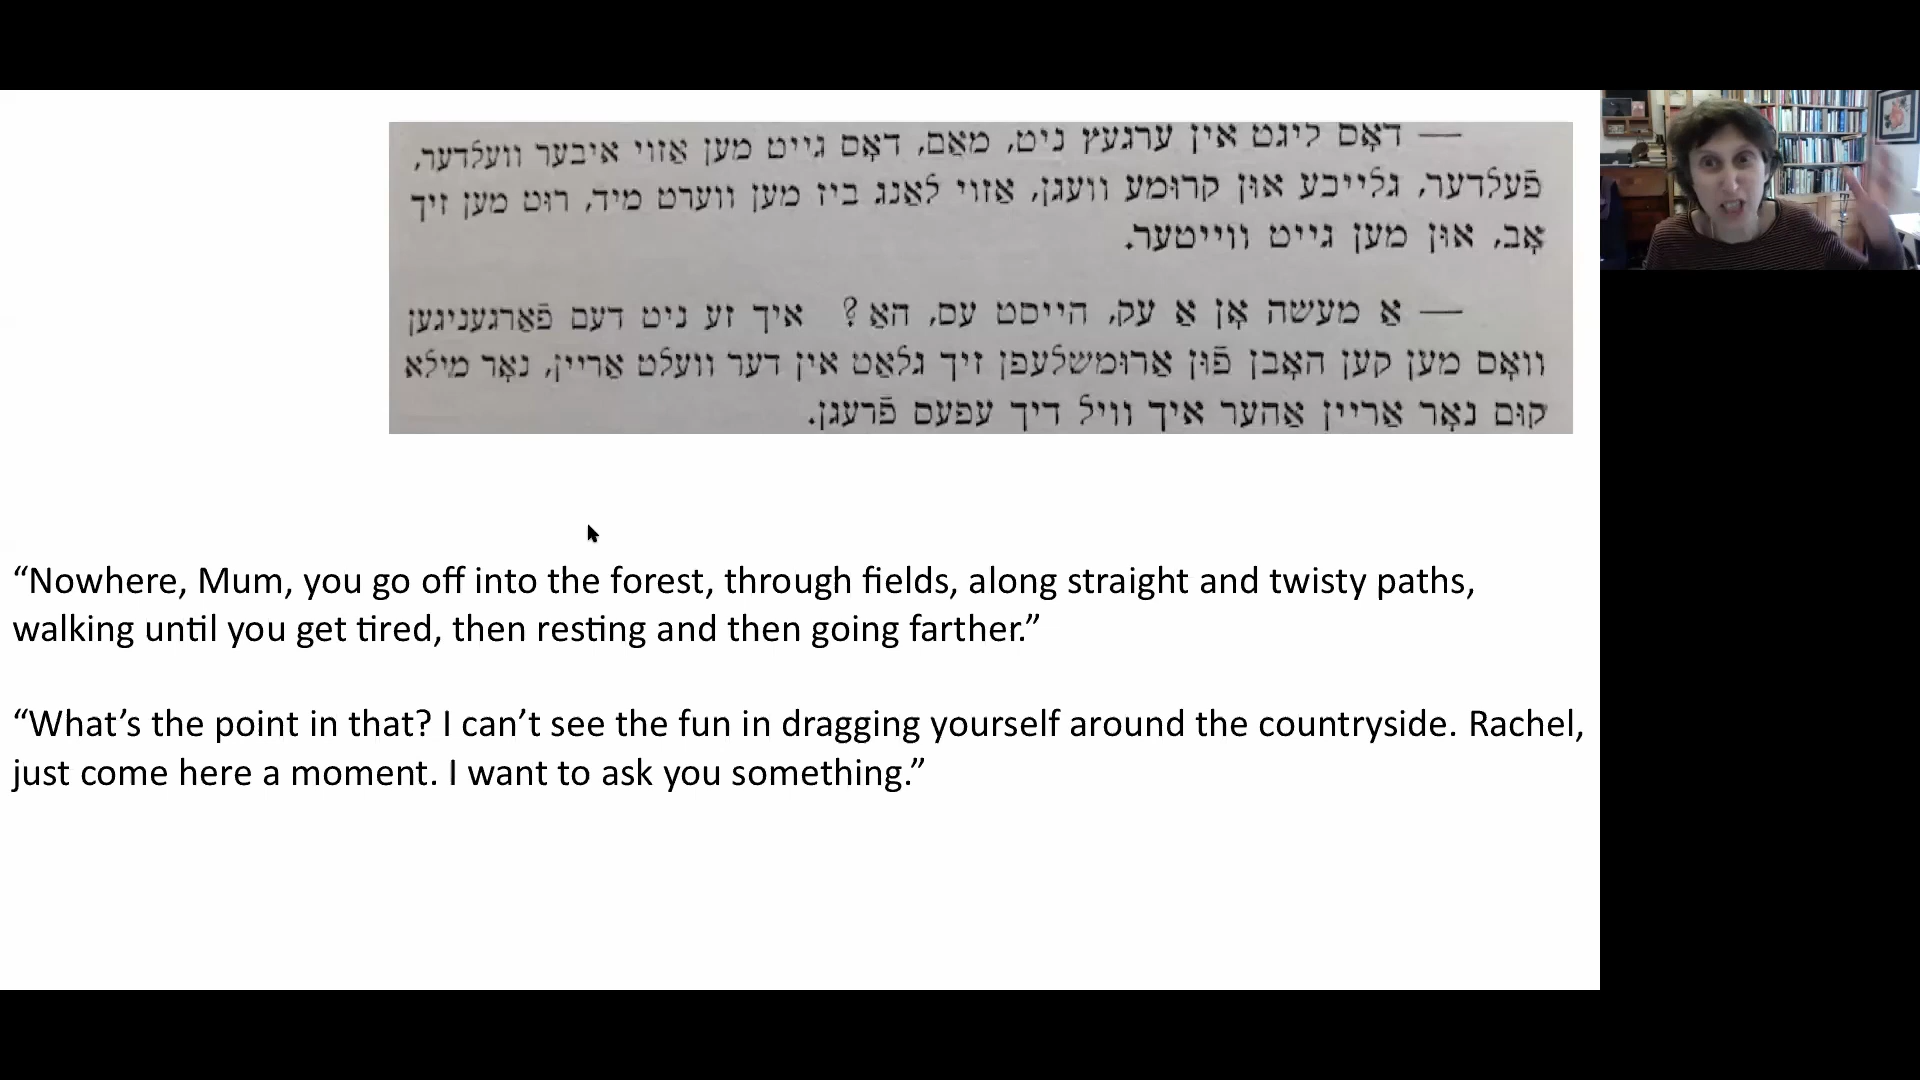 — דאָס ליגט אין ערגעץ ניט, מאַם, דאָס גייט מען אַזוי איבער וועלדער,
פֿעלדער, גלייכע און קרומע וועגן, אַזוי לאַנג ביז מען ווערט מיד, רוט מען זיך
אָב, און מען גייט ווייטער.
— אַ מעשה אָן אַ עק, הייסט עס, האַ? איך זע ניט דעם פֿאַרגעניגען
וואָס מען קען האָבן פֿון אַרומשלעפּן זיך גלאַט אין דער וועלט אַריין, נאָר מילא
קום נאָר אַריין אַהער איך וויל דיך עפּעס פֿרעגן.
“Nowhere, Mum, you go off into the forest, through fields, along straight and twisty paths,
walking until you get tired, then resting and then going farther.”
“What’s the point in that? I can’t see the fun in dragging yourself around the countryside. Rachel,
just come here a moment. I want to ask you something.”